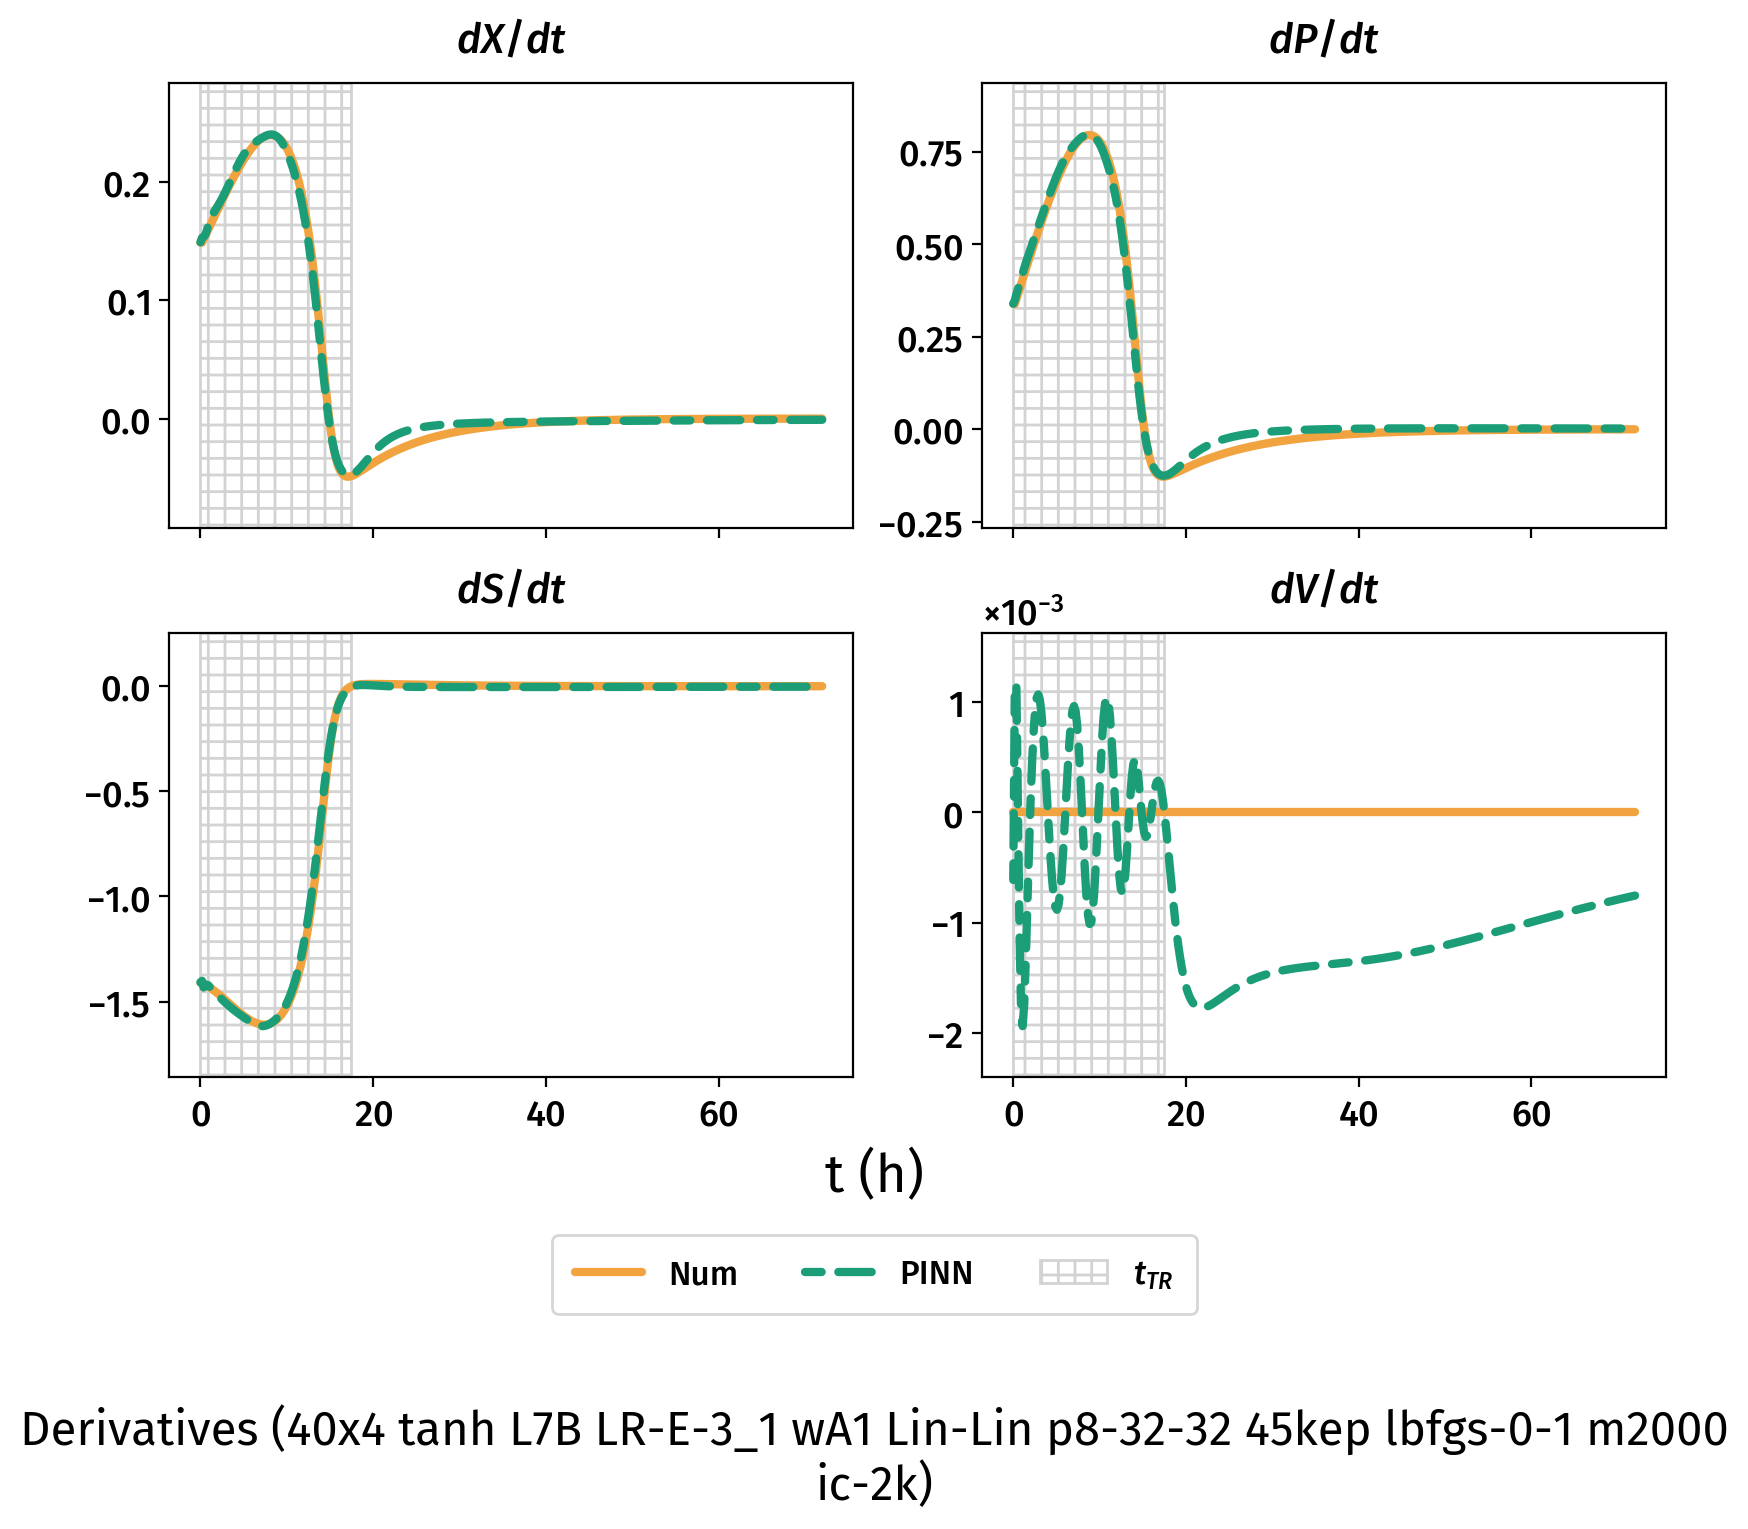 dX/dt
dP/dt
0.2
0.1
0.0
0.75
0.50
0.25
0.00
−0.25
dS/dt
dV/dt
×10⁻³
0.0
−0.5
−1.0
−1.5
1
0
−1
−2
0 20 40 60
0 20 40 60
t (h)
Num PINN t_TR
Derivatives (40x4 tanh L7B LR-E-3_1 wA1 Lin-Lin p8-32-32 45kep lbfgs-0-1 m2000
ic-2k)